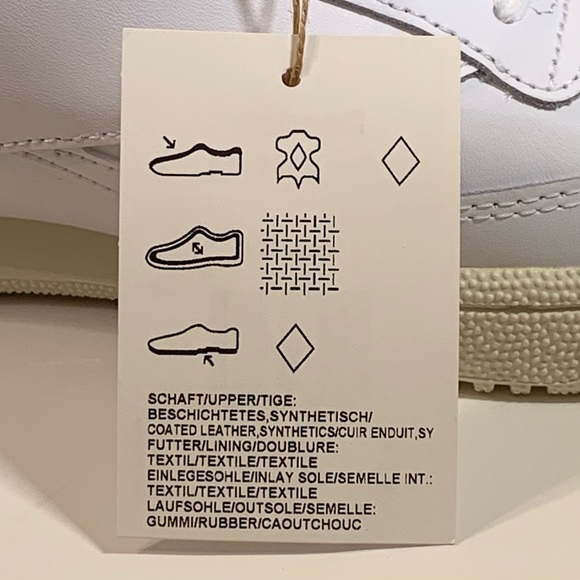 SCHAFT/UPPER/TIGE:
BESCHICHTETES,SYNTHETISCH/
COATED LEATHER,SYNTHETICS/CUIR ENDUIT,SY
FUTTER/LINING/DOUBLURE:
TEXTIL/TEXTILE/TEXTILE
EINLEGESOHLE/INLAY SOLE/SEMELLE INT.:
TEXTIL/TEXTILE/TEXTILE
LAUFSOHLE/OUTSOLE/SEMELLE:
GUMMI/RUBBER/CAOUTCHOUC